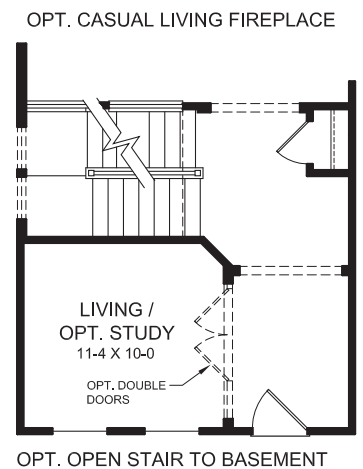 OPT. CASUAL LIVING FIREPLACE
LIVING /
OPT. STUDY
11-4 X 10-0
OPT. DOUBLE
DOORS
OPT. OPEN STAIR TO BASEMENT